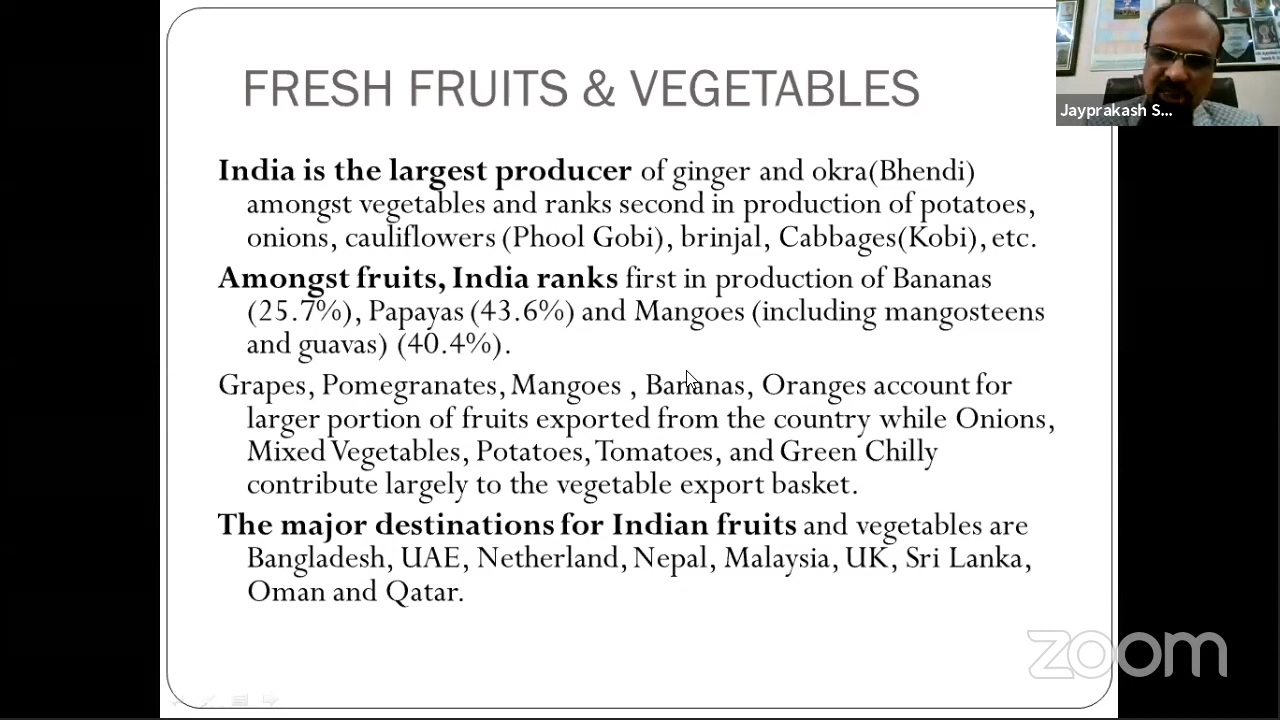 FRESH FRUITS & VEGETABLES
Jayprakash S...
India is the largest producer of ginger and okra(Bhendi)
amongst vegetables and ranks second in production of potatoes,
onions, cauliflowers (Phool Gobi), brinjal, Cabbages(Kobi), etc.
Amongst fruits, India ranks first in production of Bananas
(25.7%), Papayas (43.6%) and Mangoes (including mangosteens
and guavas) (40.4%).
Grapes, Pomegranates, Mangoes , Bananas, Oranges account for
larger portion of fruits exported from the country while Onions,
Mixed Vegetables, Potatoes, Tomatoes, and Green Chilly
contribute largely to the vegetable export basket.
The major destinations for Indian fruits and vegetables are
Bangladesh, UAE, Netherland, Nepal, Malaysia, UK, Sri Lanka,
Oman and Qatar.
zoom